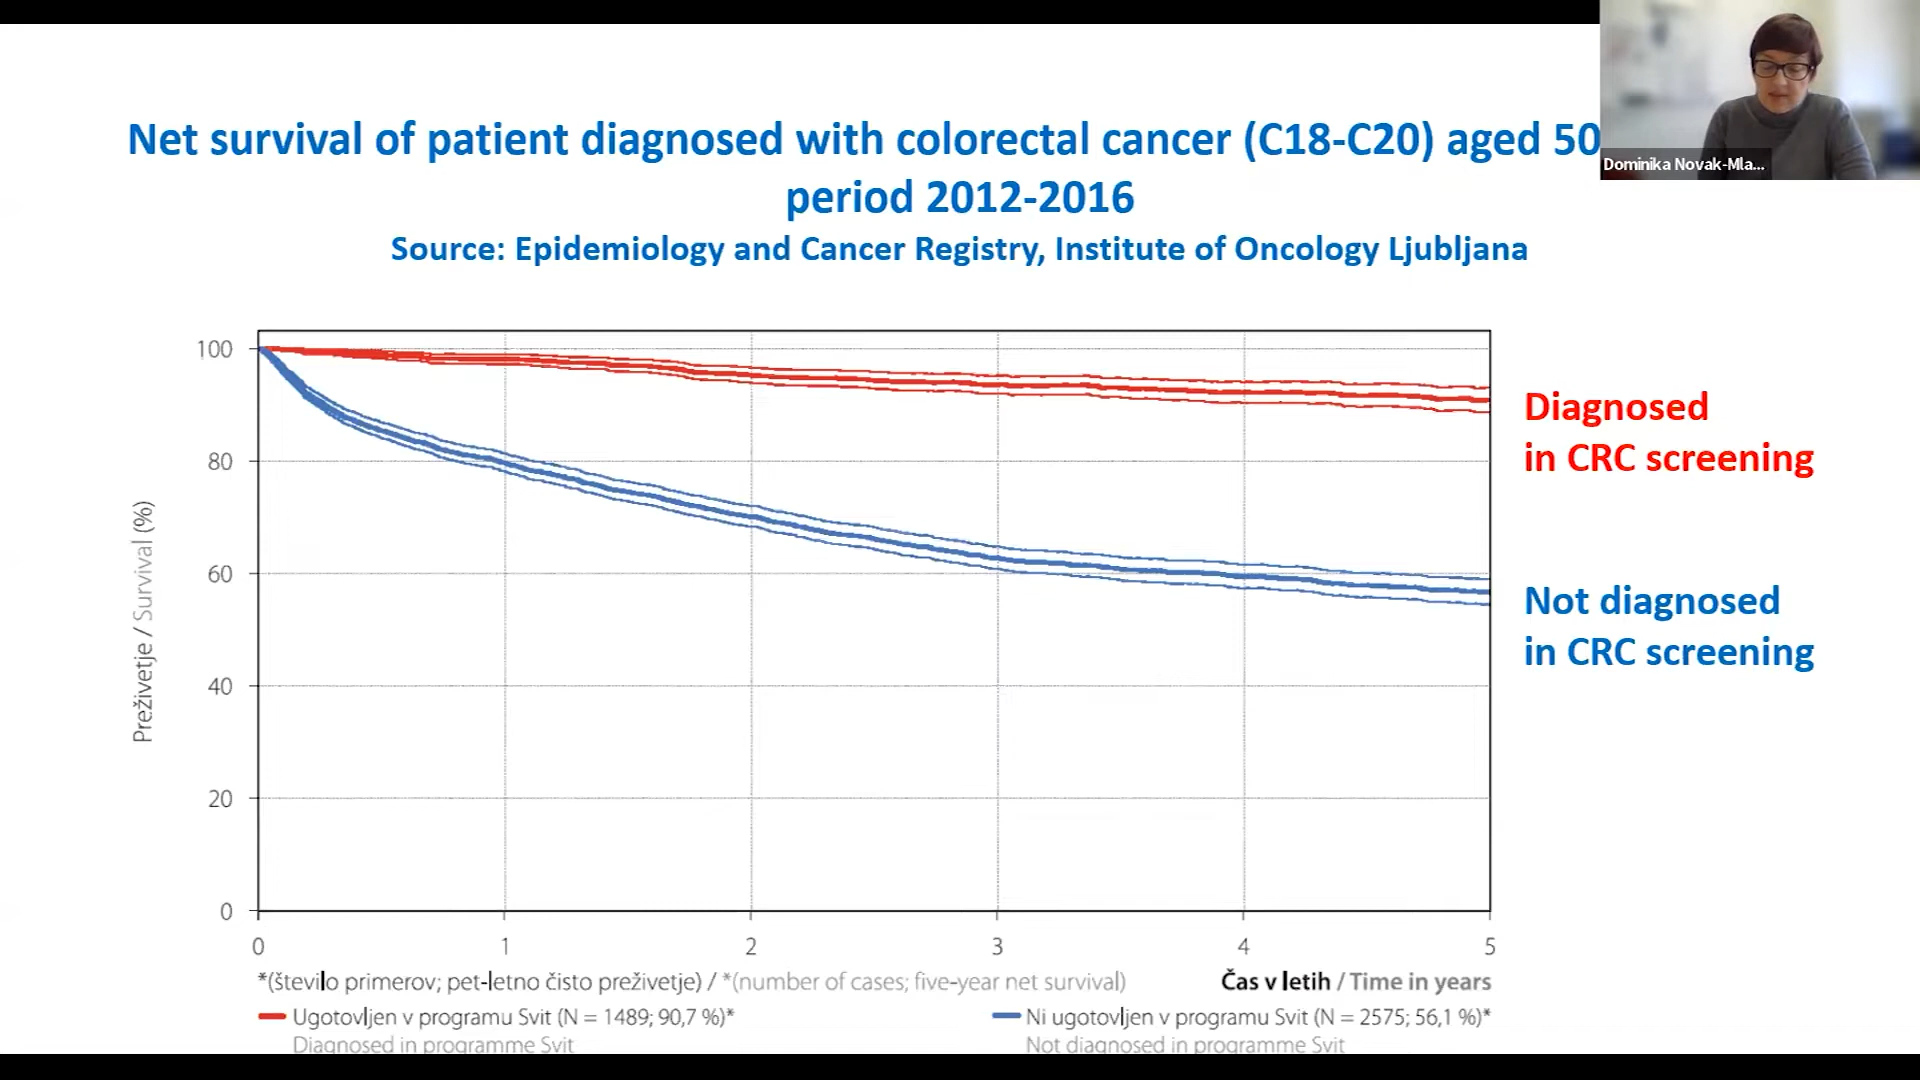 Net survival of patient diagnosed with colorectal cancer (C18-C20) aged 50
period 2012-2016
Source: Epidemiology and Cancer Registry, Institute of Oncology Ljubljana
Dominika Novak-Mla...
Preživetje / Survival (%)
100
80
60
40
20
0
0 1 2 3 4 5
Diagnosed
in CRC screening
Not diagnosed
in CRC screening
*(število primerov; pet-letno čisto preživetje) / *(number of cases; five-year net survival) Čas v letih / Time in years
Ugotovljen v programu Svit (N = 1489; 90,7 %)* Ni ugotovljen v programu Svit (N = 2575; 56,1 %)*
Diagnosed in programme Svit Not diagnosed in programme Svit